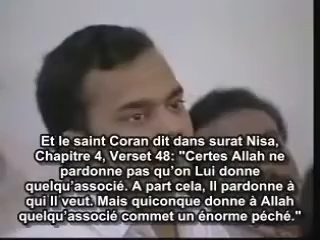 Et le saint Coran dit dans surat Nisa,
Chapitre 4, Verset 48: "Certes Allah ne
pardonne pas qu'on Lui donne
quelqu'associé. A part cela, Il pardonne à
qui Il veut. Mais quiconque donne à Allah
quelqu'associé commet un énorme péché."